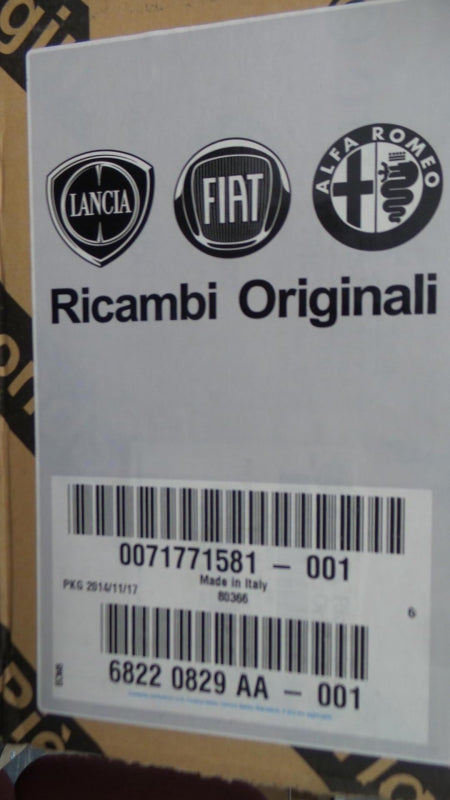 LANCIA
FIAT
ALFA ROMEO
Ricambi Originali
0071771581 - 001
Made in Italy
PKG 2014/11/17
80366
6
6822 0829 AA - 001